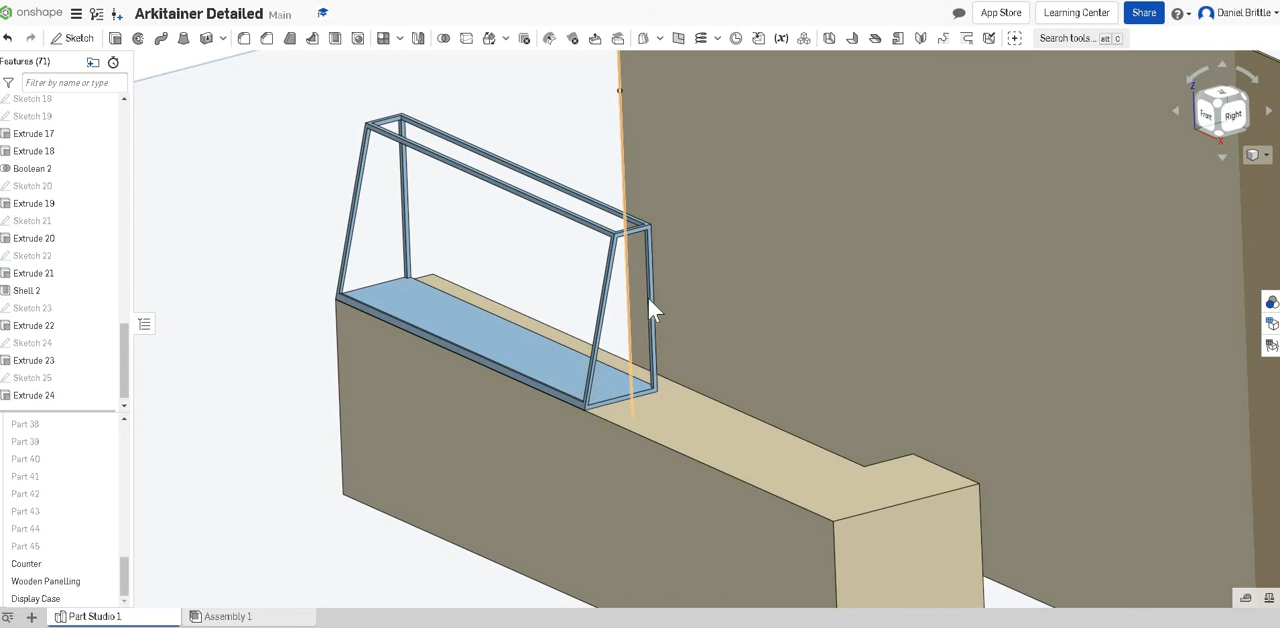 onshape
Arkitainer Detailed Main
App Store
Learning Center
Share
Daniel Brittle
Sketch
Search tools... alt C
Features (71)
Filter by name or type
Sketch 18
Sketch 19
Extrude 17
Extrude 18
Boolean 2
Sketch 20
Extrude 19
Sketch 21
Extrude 20
Sketch 22
Extrude 21
Shell 2
Sketch 23
Extrude 22
Sketch 24
Extrude 23
Sketch 25
Extrude 24
Part 38
Part 39
Part 40
Part 41
Part 42
Part 43
Part 44
Part 45
Counter
Wooden Panelling
Display Case
Z
Front
Right
X
Part Studio 1
Assembly 1